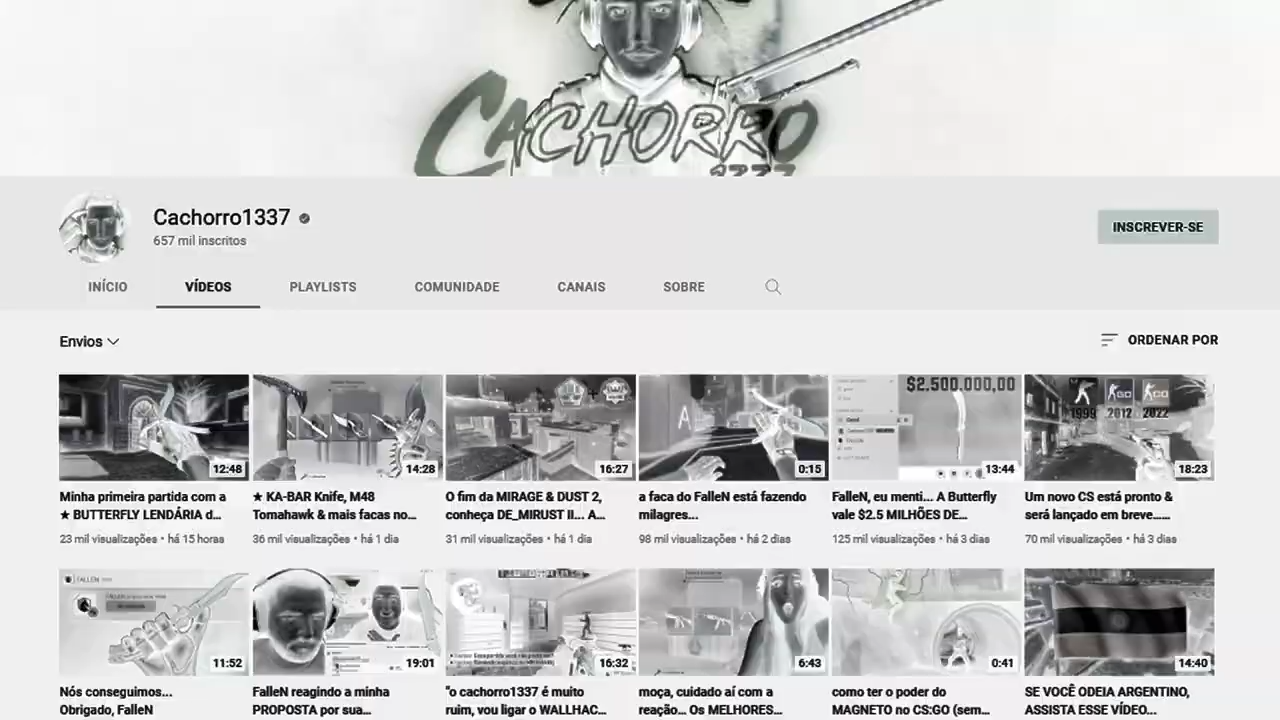 CACHORRO
1337
Cachorro1337
657 mil inscritos
INSCREVER-SE
INÍCIO
VÍDEOS
PLAYLISTS
COMUNIDADE
CANAIS
SOBRE
Envios
ORDENAR POR
$2.500.000,00
1999 2012 2022
A
GO
GO
12:48
14:28
16:27
0:15
13:44
18:23
Minha primeira partida com a
★ BUTTERFLY LENDÁRIA d...
23 mil visualizações • há 15 horas
★ KA-BAR Knife, M48
Tomahawk & mais facas no...
36 mil visualizações • há 1 dia
O fim da MIRAGE & DUST 2,
conheça DE_MIRUST II... A...
31 mil visualizações • há 1 dia
a faca do FalleN está fazendo
milagres...
98 mil visualizações • há 2 dias
FalleN, eu menti... A Butterfly
vale $2.5 MILHÕES DE...
125 mil visualizações • há 3 dias
Um novo CS está pronto &
será lançado em breve......
70 mil visualizações • há 3 dias
FALLEN
11:52
19:01
16:32
6:43
0:41
14:40
Nós conseguimos...
Obrigado, FalleN
FalleN reagindo a minha
PROPOSTA por sua...
"o cachorro1337 é muito
ruim, vou ligar o WALLHAC...
moça, cuidado aí com a
reação... Os MELHORES...
como ter o poder do
MAGNETO no CS:GO (sem...
SE VOCÊ ODEIA ARGENTINO,
ASSISTA ESSE VÍDEO...